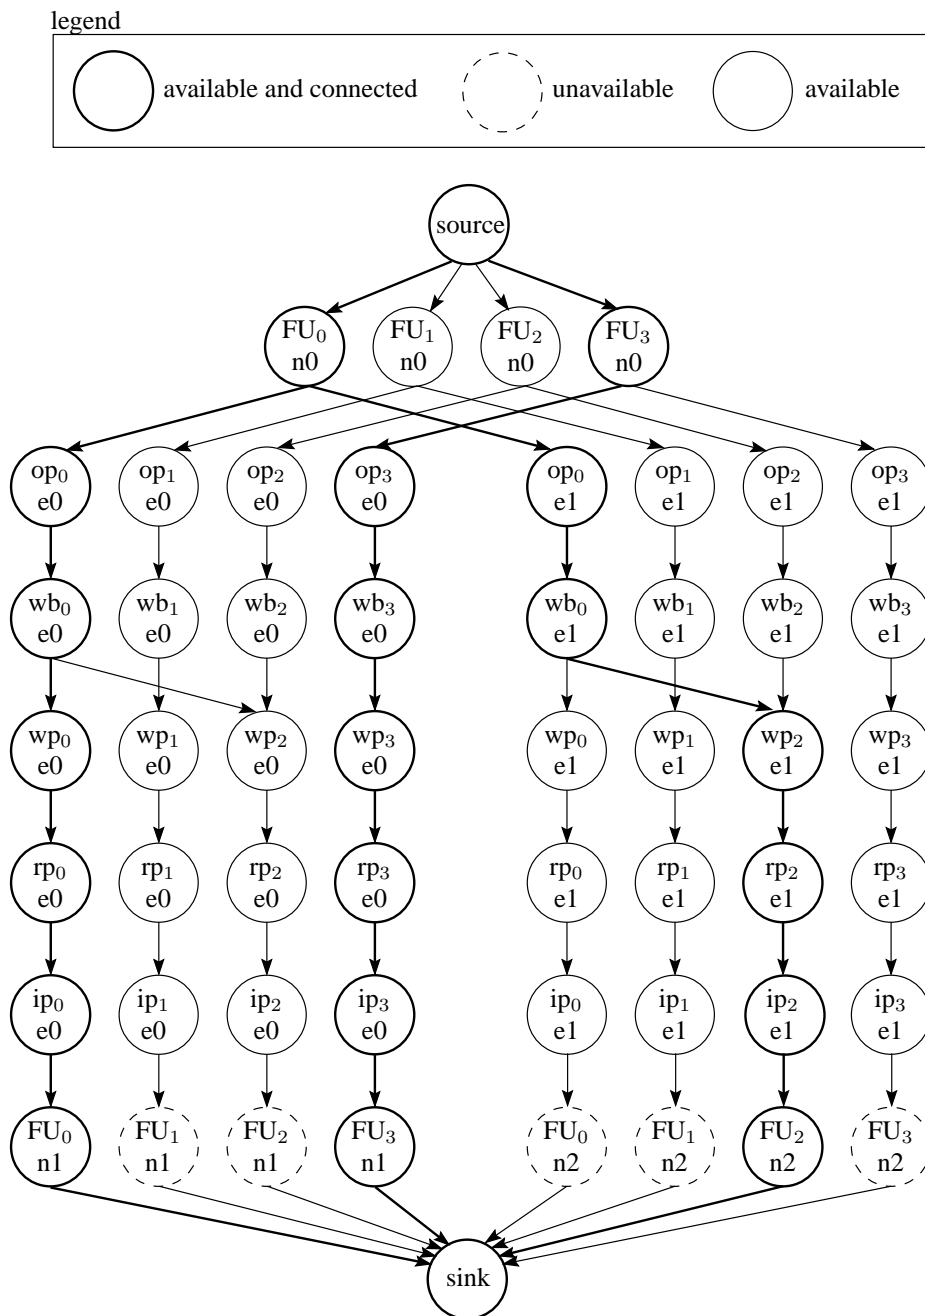 legend
available and connected unavailable available
source
FU₀ FU₁ FU₂ FU₃
n0 n0 n0 n0
op₀ op₁ op₂ op₃ op₀ op₁ op₂ op₃
e0 e0 e0 e0 e1 e1 e1 e1
wb₀ wb₁ wb₂ wb₃ wb₀ wb₁ wb₂ wb₃
e0 e0 e0 e0 e1 e1 e1 e1
wp₀ wp₁ wp₂ wp₃ wp₀ wp₁ wp₂ wp₃
e0 e0 e0 e0 e1 e1 e1 e1
rp₀ rp₁ rp₂ rp₃ rp₀ rp₁ rp₂ rp₃
e0 e0 e0 e0 e1 e1 e1 e1
ip₀ ip₁ ip₂ ip₃ ip₀ ip₁ ip₂ ip₃
e0 e0 e0 e0 e1 e1 e1 e1
FU₀ FU₁ FU₂ FU₃ FU₀ FU₁ FU₂ FU₃
n1 n1 n1 n1 n2 n2 n2 n2
sink